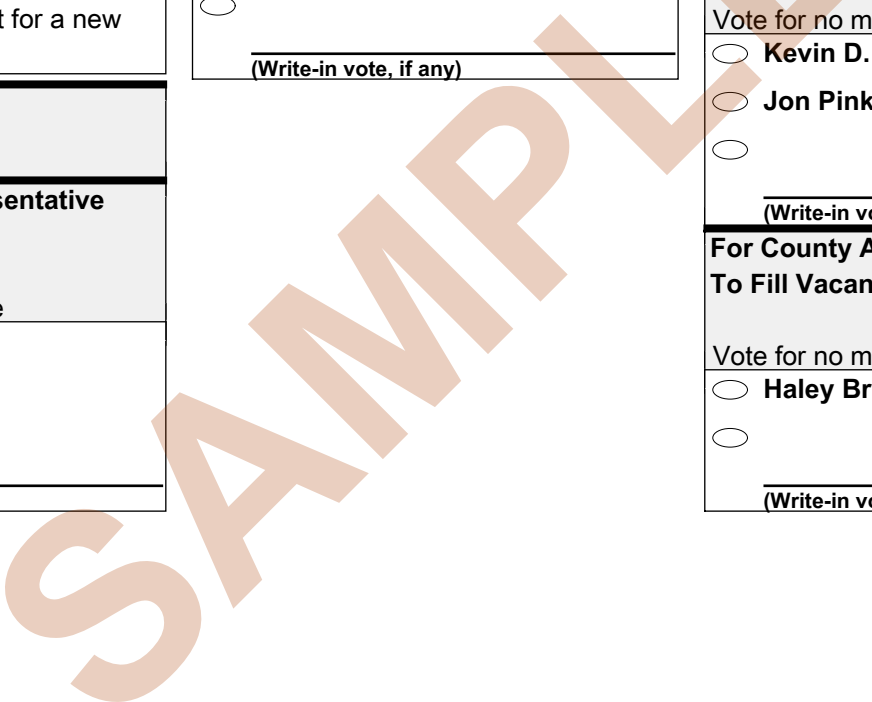 t for a new
sentative
e
(Write-in vote, if any)
Vote for no m
Kevin D.
Jon Pink
(Write-in vo
For County A
To Fill Vacan
Vote for no m
Haley Br
(Write-in vo
SAMPLE